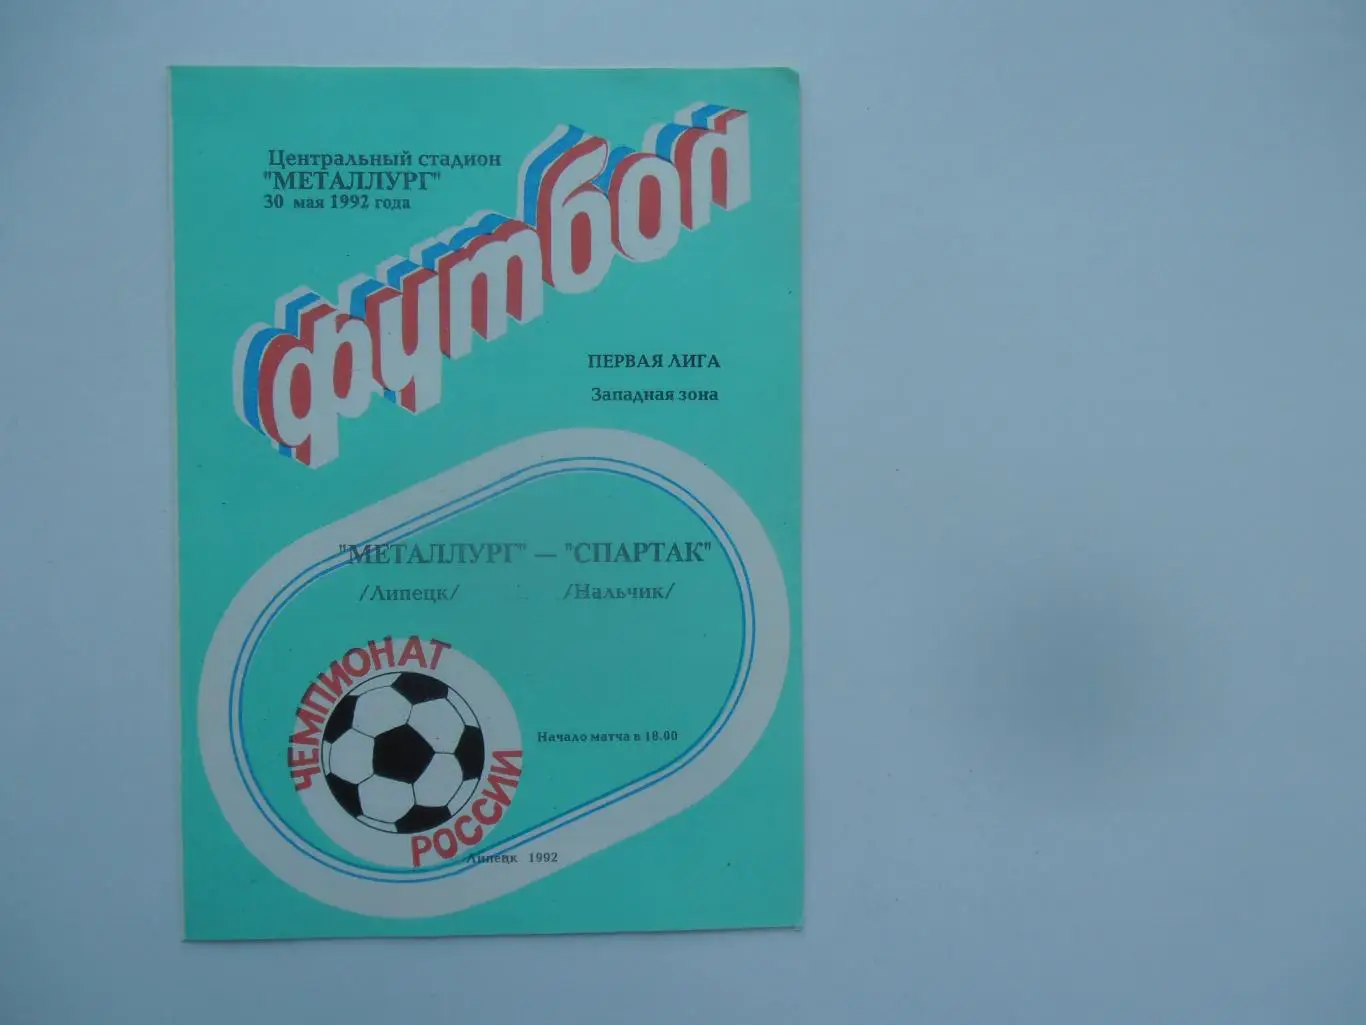 Центральный стадион
"МЕТАЛЛУРГ"
30 мая 1992 года
футбол
ПЕРВАЯ ЛИГА
Западная зона
"МЕТАЛЛУРГ" — "СПАРТАК"
/Липецк/ /Нальчик/
ЧЕМПИОНАТ
РОССИИ
Начало матча в 18.00
Липецк 1992